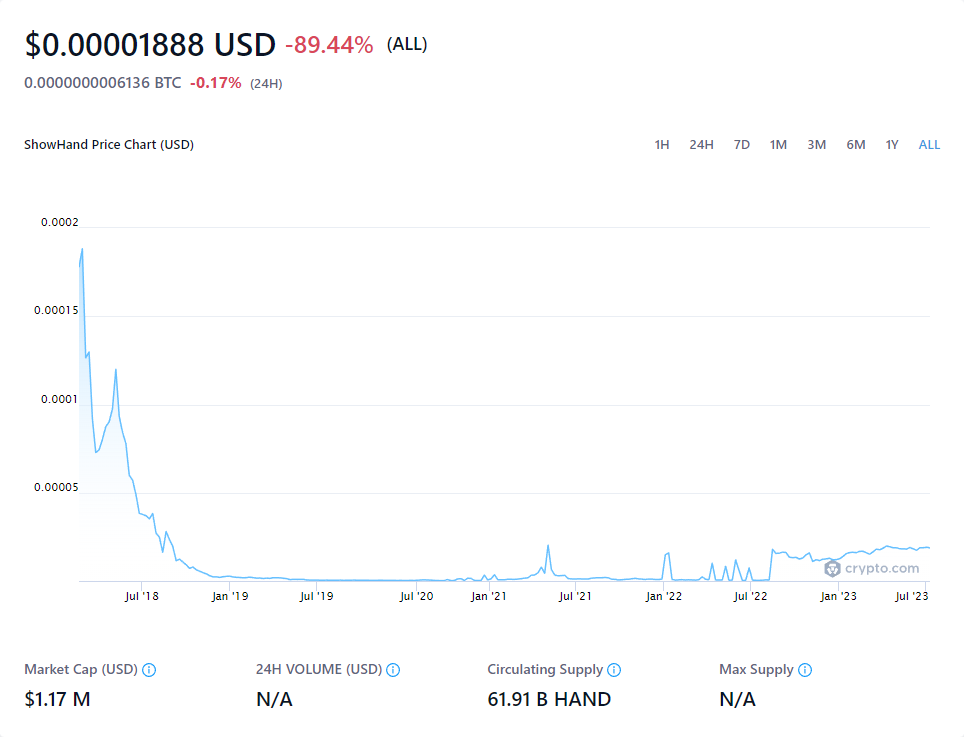 $0.00001888 USD -89.44% (ALL)
0.0000000006136 BTC -0.17% (24H)
ShowHand Price Chart (USD) 1H 24H 7D 1M 3M 6M 1Y ALL
0.0002
0.00015
0.0001
0.00005
crypto.com
Jul '18 Jan '19 Jul '19 Jul '20 Jan '21 Jul '21 Jan '22 Jul '22 Jan '23 Jul '23
Market Cap (USD) 24H VOLUME (USD) Circulating Supply Max Supply
$1.17 M N/A 61.91 B HAND N/A